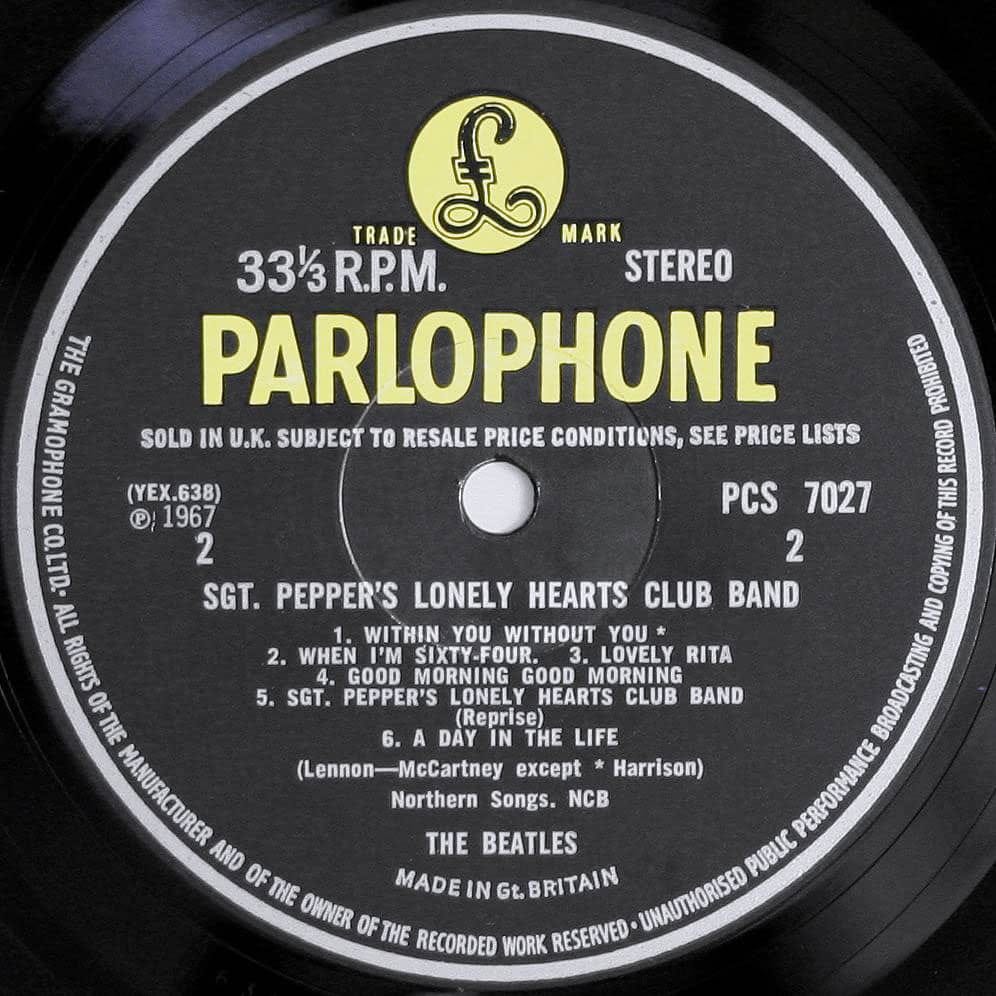 £
TRADE MARK
33⅓ R.P.M. STEREO
PARLOPHONE
SOLD IN U.K. SUBJECT TO RESALE PRICE CONDITIONS, SEE PRICE LISTS
(YEX.638) PCS 7027
Ⓟ, 1967
2 2
SGT. PEPPER'S LONELY HEARTS CLUB BAND
1. WITHIN YOU WITHOUT YOU *
2. WHEN I'M SIXTY-FOUR. 3. LOVELY RITA
4. GOOD MORNING GOOD MORNING
5. SGT. PEPPER'S LONELY HEARTS CLUB BAND
(Reprise)
6. A DAY IN THE LIFE
(Lennon—McCartney except * Harrison)
Northern Songs. NCB
THE BEATLES
MADE IN Gt. BRITAIN
THE GRAMOPHONE CO. LTD. • ALL RIGHTS OF THE MANUFACTURER AND OF THE OWNER OF THE RECORDED WORK RESERVED • UNAUTHORISED PUBLIC PERFORMANCE BROADCASTING AND COPYING OF THIS RECORD PROHIBITED